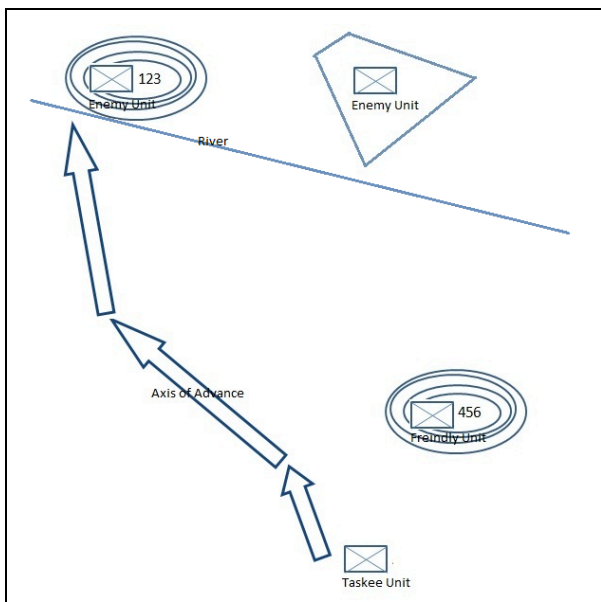 123
Enemy Unit
Enemy Unit
River
Axis of Advance
456
Freindly Unit
Taskee Unit